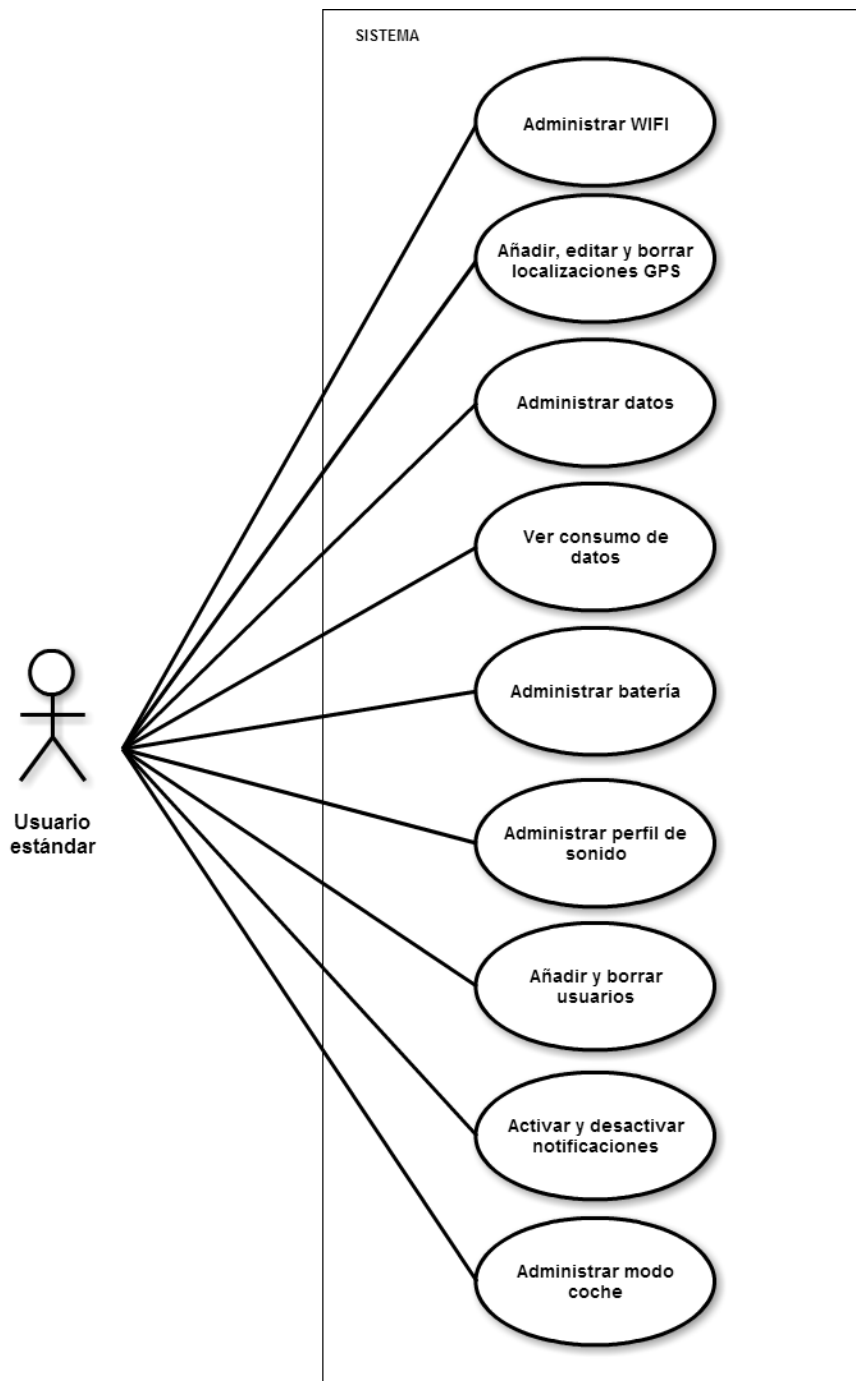 SISTEMA
Administrar WIFI
Añadir, editar y borrar
localizaciones GPS
Administrar datos
Ver consumo de
datos
Administrar batería
Usuario
estándar
Administrar perfil de
sonido
Añadir y borrar
usuarios
Activar y desactivar
notificaciones
Administrar modo
coche